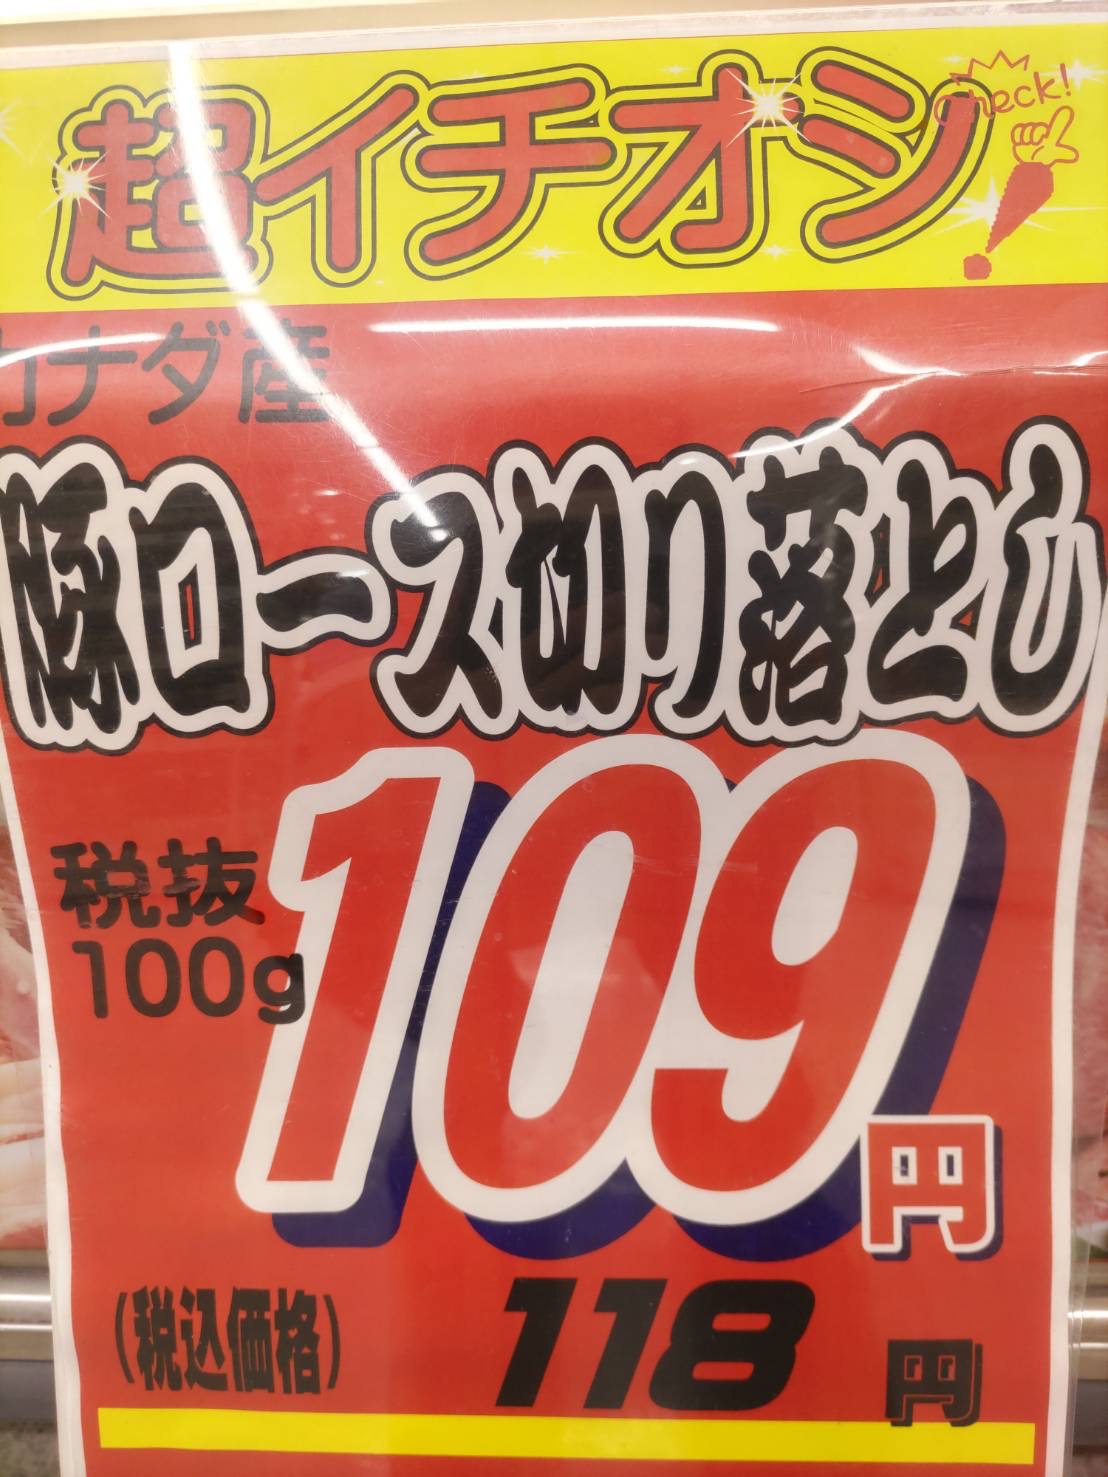 超イチオシ!
Check!
カナダ産
豚ロース切り落とし
税抜
100g
109円
(税込価格) 118円